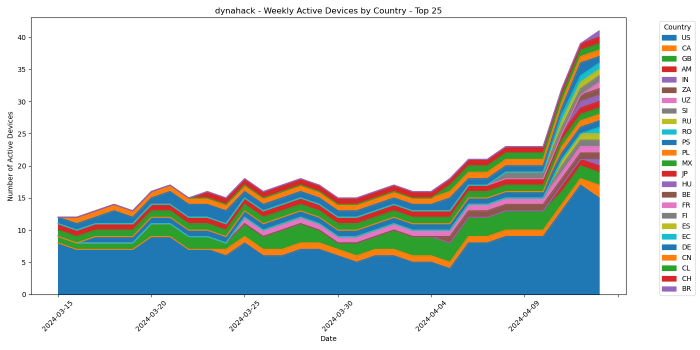 dynahack - Weekly Active Devices by Country - Top 25
Number of Active Devices
40
35
30
25
20
15
10
5
0
2024-03-15
2024-03-20
2024-03-25
2024-03-30
2024-04-04
2024-04-09
Date
Country
US
CA
GB
AM
IN
ZA
UZ
SI
RU
RO
PS
PL
MX
JP
HU
BE
FR
FI
ES
EC
DE
CN
CL
CH
BR